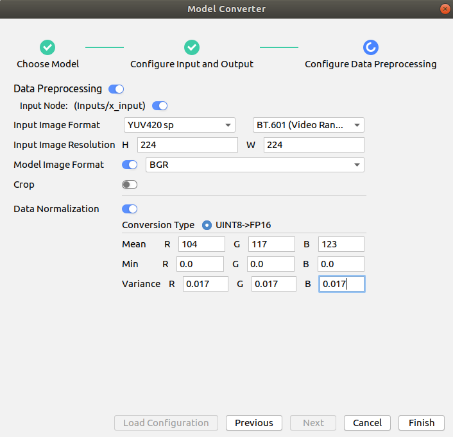 Model Converter
Choose Model Configure Input and Output Configure Data Preprocessing
Data Preprocessing
Input Node: (Inputs/x_input)
Input Image Format YUV420 sp BT.601 (Video Ran...
Input Image Resolution H 224 W 224
Model Image Format BGR
Crop
Data Normalization
Conversion Type UINT8->FP16
Mean R 104 G 117 B 123
Min R 0.0 G 0.0 B 0.0
Variance R 0.017 G 0.017 B 0.017
Load Configuration Previous Next Cancel Finish